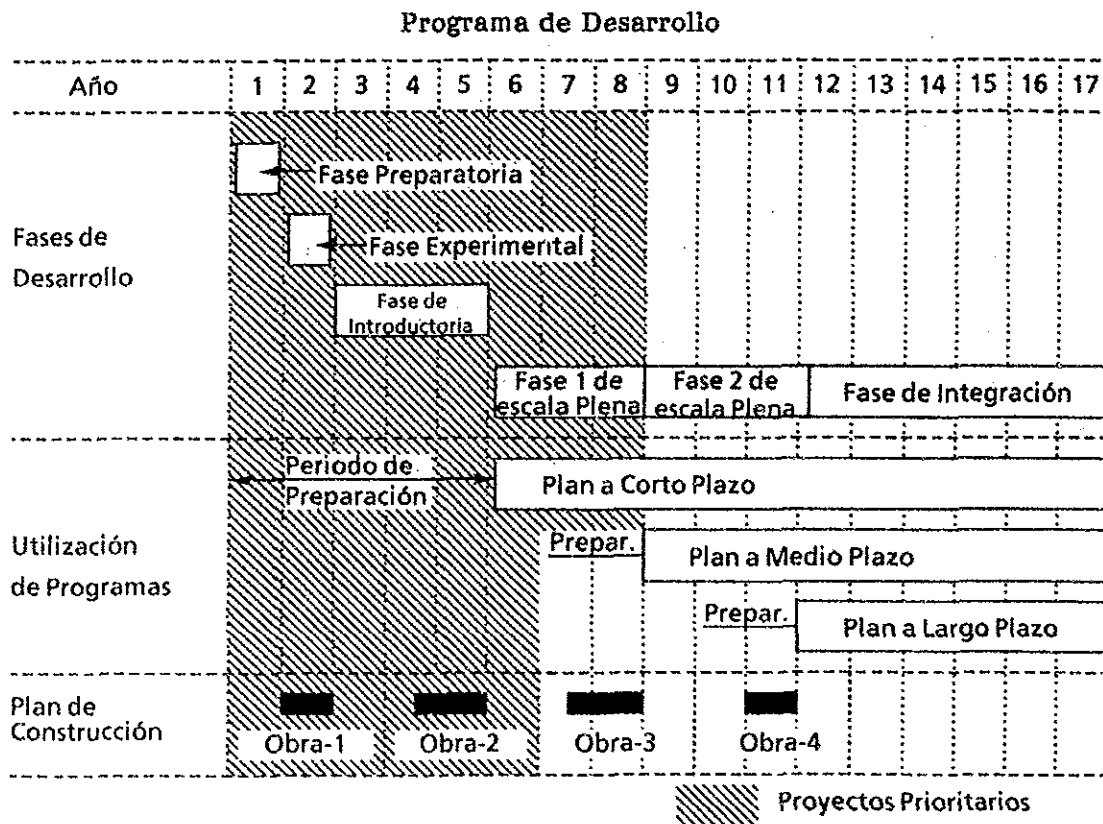 Programa de Desarrollo
Año 1 2 3 4 5 6 7 8 9 10 11 12 13 14 15 16 17
Fases de
Desarrollo
Fase Preparatoria
Fase Experimental
Fase de
Introductoria
Fase 1 de
escala Plena
Fase 2 de
escala Plena
Fase de Integración
Utilización
de Programas
Periodo de
Preparación
Plan a Corto Plazo
Prepar.
Plan a Medio Plazo
Prepar.
Plan a Largo Plazo
Plan de
Construcción
Obra-1 Obra-2 Obra-3 Obra-4
Proyectos Prioritarios